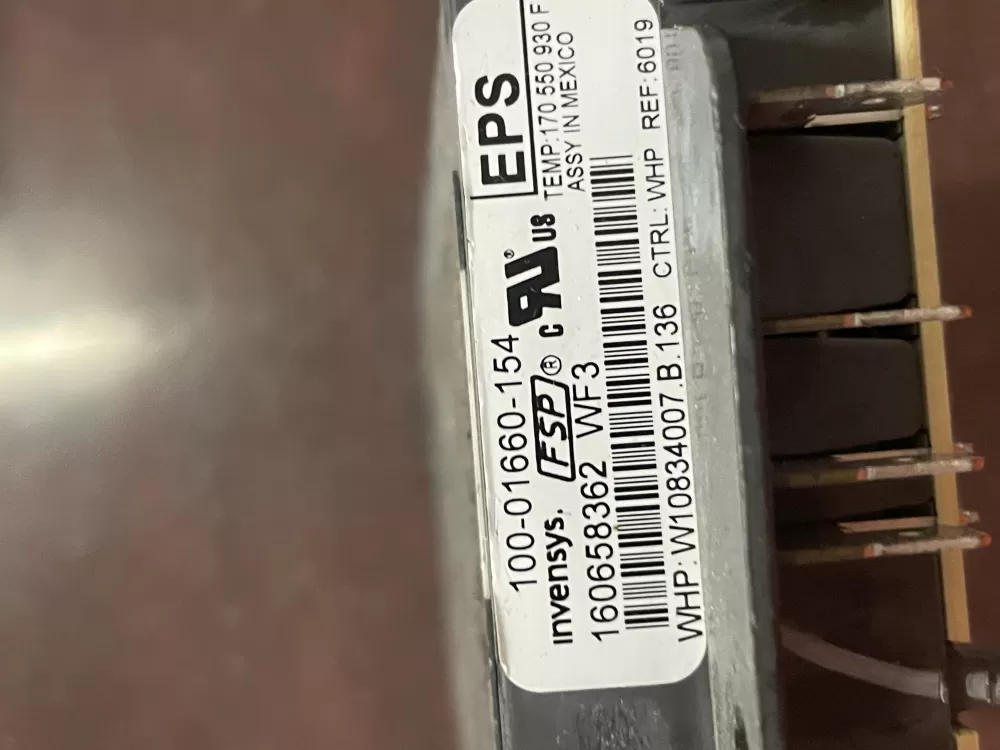 100-01660-154
EPS
invensys. FSP® C RU® US
TEMP:170 550 930 F
ASSY IN MEXICO
160658362 WF3
WHP:W10834007.B.136 CTRL: WHP REF:6019